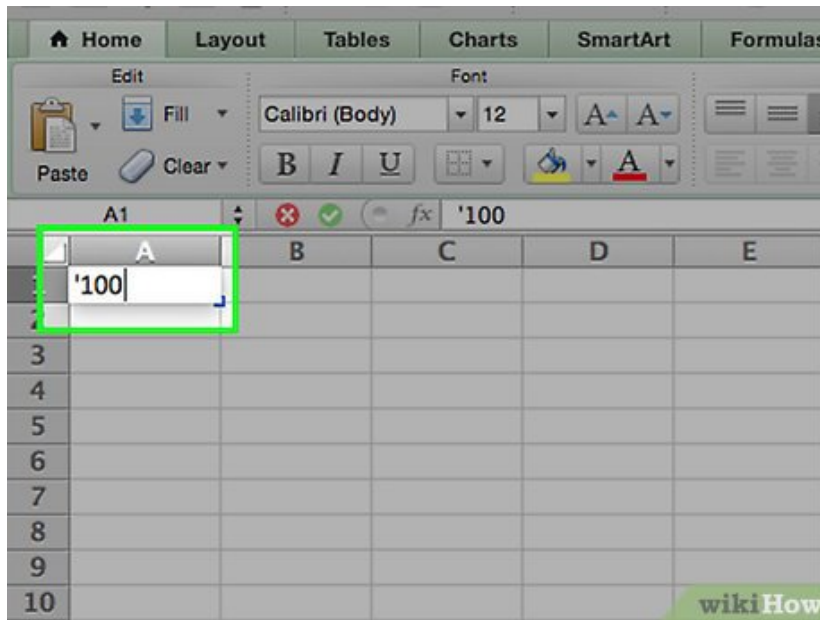 Home Layout Tables Charts SmartArt Formulas
Edit Font
Fill Calibri (Body) 12 A A
Paste Clear B I U A
A1 fx '100
A B C D E
1 '100
2
3
4
5
6
7
8
9
10
wikiHow